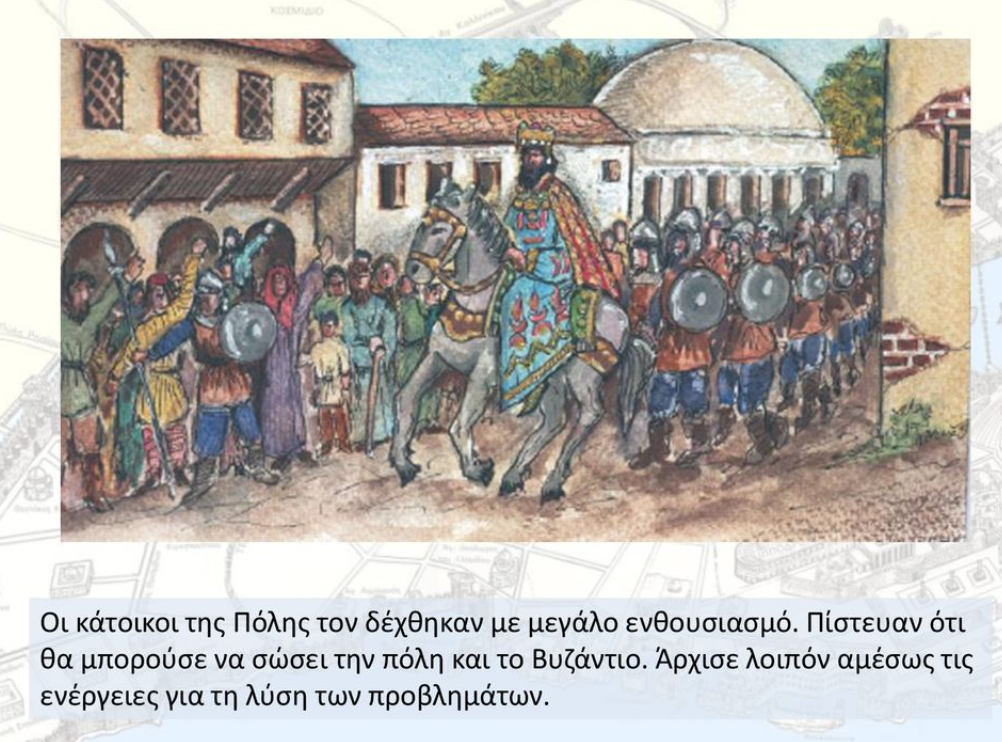 ΚΟΣΜΙΔΙΟ
Οι κάτοικοι της Πόλης τον δέχθηκαν με μεγάλο ενθουσιασμό. Πίστευαν ότι
θα μπορούσε να σώσει την πόλη και το Βυζάντιο. Άρχισε λοιπόν αμέσως τις
ενέργειες για τη λύση των προβλημάτων.